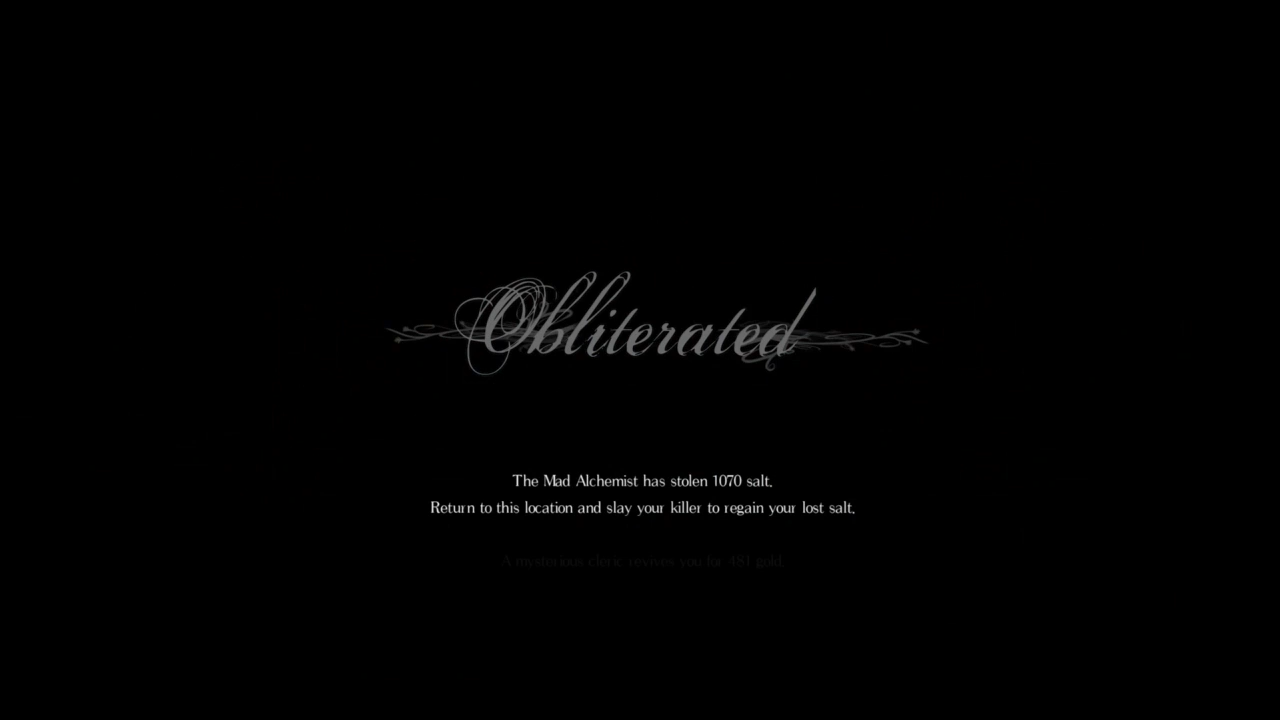 Obliterated
The Mad Alchemist has stolen 1070 salt.
Return to this location and slay your killer to regain your lost salt.
A mysterious cleric revives you for 481 gold.